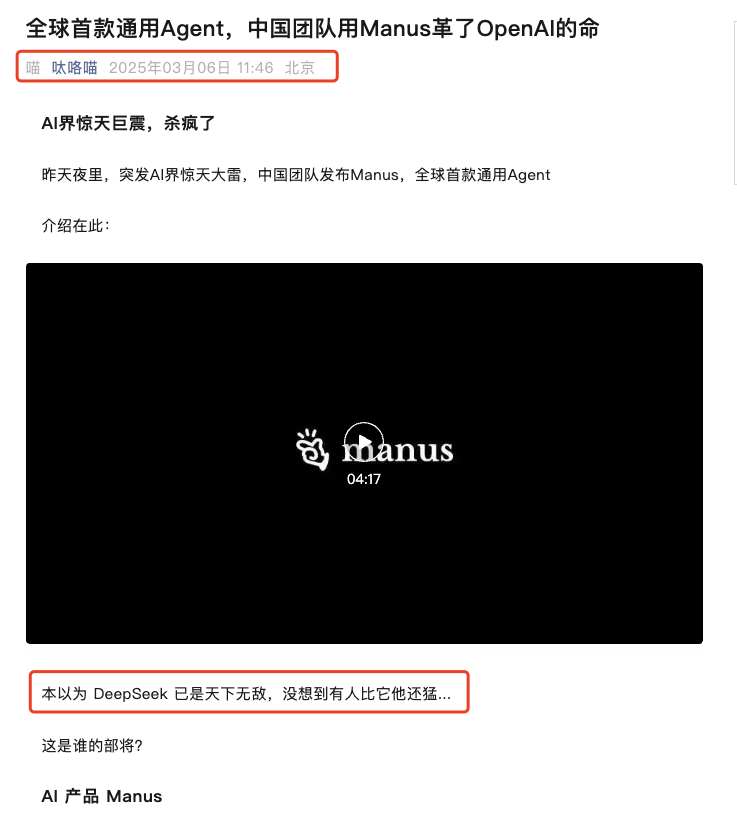 全球首款通用Agent，中国团队用Manus革了OpenAI的命
喵 呔咯喵 2025年03月06日 11:46 北京
AI界惊天巨震，杀疯了
昨天夜里，突发AI界惊天大雷，中国团队发布Manus，全球首款通用Agent
介绍在此：
manus
04:17
本以为 DeepSeek 已是天下无敌，没想到有人比它他还猛...
这是谁的部将？
AI 产品 Manus